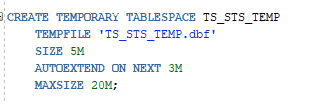 CREATE TEMPORARY TABLESPACE TS_STS_TEMP
TEMPFILE 'TS_STS_TEMP.dbf'
SIZE 5M
AUTOEXTEND ON NEXT 3M
MAXSIZE 20M;